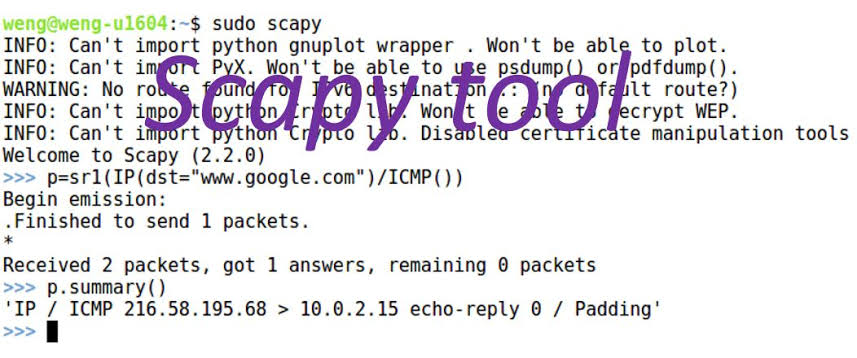 weng@weng-u1604:~$ sudo scapy
INFO: Can't import python gnuplot wrapper . Won't be able to plot.
INFO: Can't import PyX. Won't be able to use psdump() or pdfdump().
WARNING: No route found for IPv6 destination :: (no default route?)
INFO: Can't import python Crypto lib. Won't be able to decrypt WEP.
INFO: Can't import python Crypto lib. Disabled certificate manipulation tools
Scapy tool
Welcome to Scapy (2.2.0)
>>> p=sr1(IP(dst="www.google.com")/ICMP())
Begin emission:
.Finished to send 1 packets.
*
Received 2 packets, got 1 answers, remaining 0 packets
>>> p.summary()
'IP / ICMP 216.58.195.68 > 10.0.2.15 echo-reply 0 / Padding'
>>>